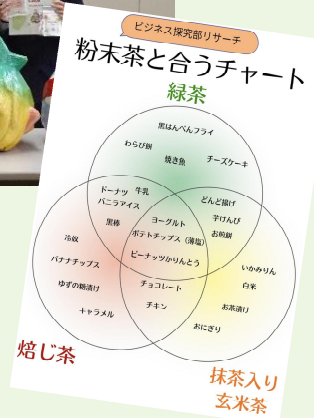 ビジネス探究部リサーチ
粉末茶と合うチャート
緑茶
黒はんぺんフライ
わらび餅
焼き魚
チーズケーキ
ドーナツ 牛乳
バニラアイス
どんど揚げ
芋けんぴ
お煎餅
黒棒
ヨーグルト
ポテトチップス（薄塩）
ピーナッツかりんとう
冷奴
バナナチップス
ゆずの糖漬け
キャラメル
チョコレート
チキン
いかみりん
白米
お茶漬け
おにぎり
焙じ茶
抹茶入り
玄米茶